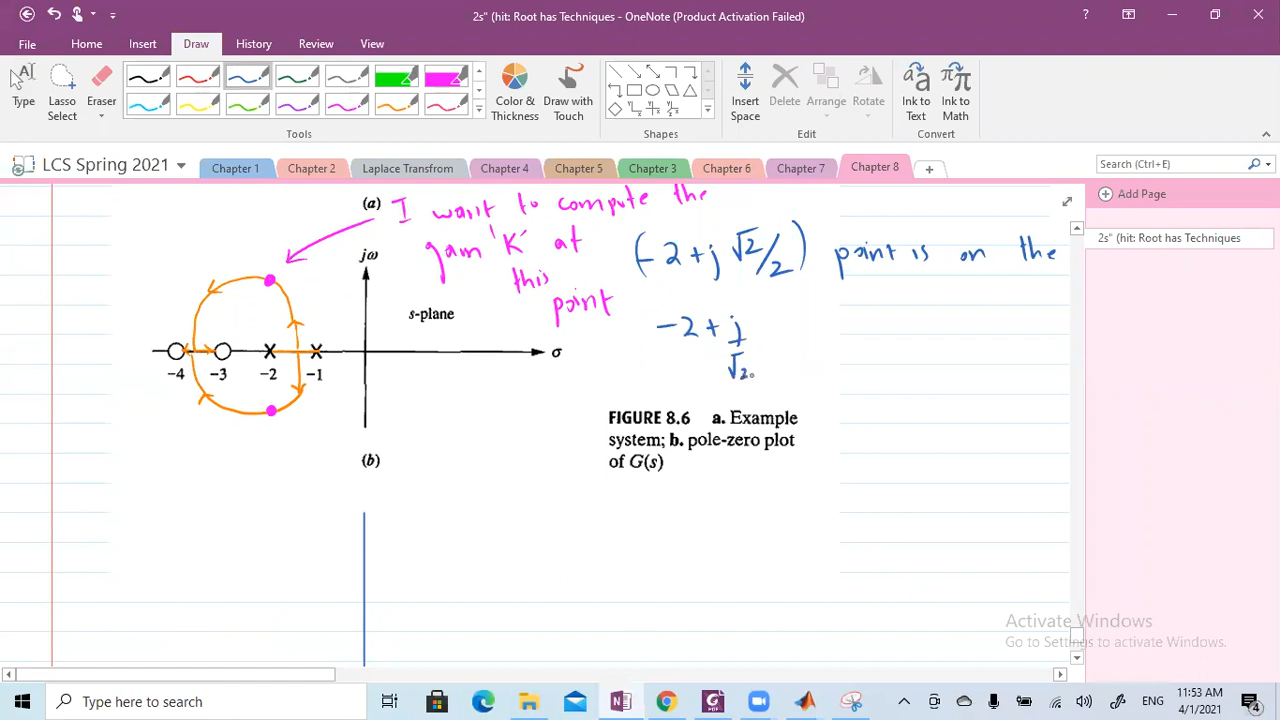 2s" (hit: Root has Techniques - OneNote (Product Activation Failed)
File Home Insert Draw History Review View
Type Lasso Select Eraser Color & Thickness Draw with Touch Insert Space Delete Arrange Rotate Ink to Text Ink to Math
Tools Shapes Edit Convert
LCS Spring 2021 Chapter 1 Chapter 2 Laplace Transfrom Chapter 4 Chapter 5 Chapter 3 Chapter 6 Chapter 7 Chapter 8 Search (Ctrl+E)
Add Page
2s" (hit: Root has Techniques
(a)
I want to compute the
gain 'K' at
this
point
(-2 + j √2/2) point is on the
-2 + j
√2
jω
s-plane
σ
-4 -3 -2 -1
(b)
FIGURE 8.6 a. Example
system; b. pole-zero plot
of G(s)
Activate Windows
Go to Settings to activate Windows.
Type here to search
ENG
11:53 AM
4/1/2021
4